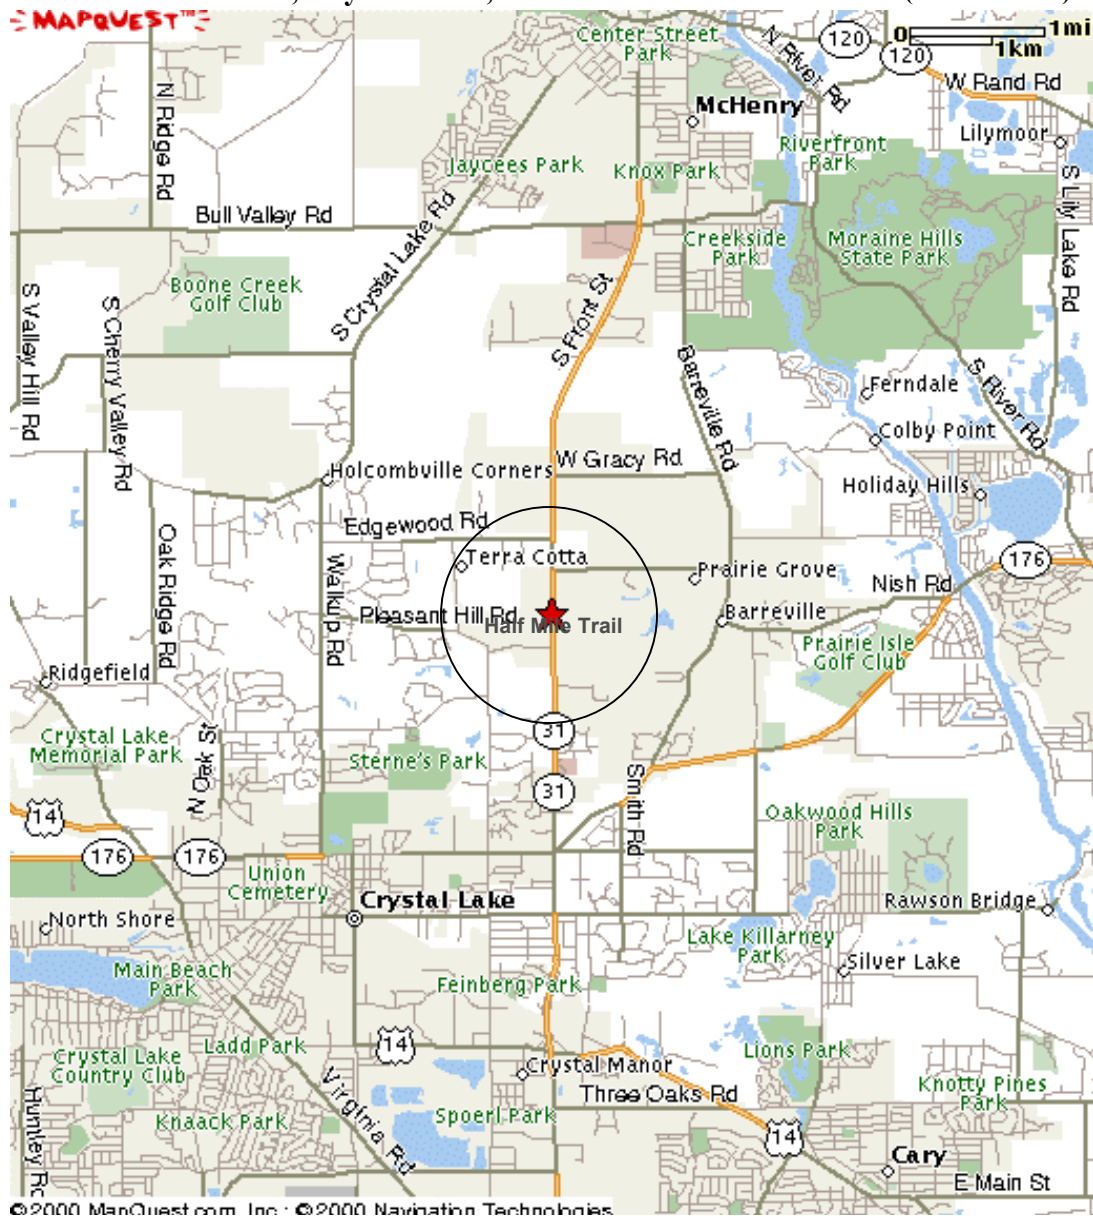 MAPQUEST™
0 1mi
1km
Center Street
Park
120
120
N River Rd
W Rand Rd
N Ridge Rd
McHenry
Lilymoor
Riverfront
Park
Jaycees Park
Knox Park
S Lily Lake Rd
Bull Valley Rd
S Crystal Lake Rd
Creekside
Park
Moraine Hills
State Park
Boone Creek
Golf Club
S Valley Hill Rd
S Cherry Valley Rd
S Front St
Barreville Rd
Ferndale
S River Rd
Colby Point
W Gracy Rd
Holcombville Corners
Holiday Hills
Edgewood Rd
Oak Ridge Rd
Walkup Rd
Terra Cotta
Prairie Grove
176
Nish Rd
Pleasant Hill Rd
Half Mile Trail
Barreville
Prairie Isle
Golf Club
Ridgefield
Crystal Lake
Memorial Park
N Oak St
31
Sterne's Park
31
Smith Rd
14
Oakwood Hills
Park
176
176
Union
Cemetery
Crystal Lake
Rawson Bridge
North Shore
Lake Killarney
Park
Silver Lake
Main Beach
Park
Feinberg Park
14
Ladd Park
Crystal Lake
Country Club
Lions Park
Crystal Manor
Three Oaks Rd
Knotty Pines
Park
Huntley Rd
Virginia Rd
Knaack Park
Spoerl Park
14
Cary
E Main St
©2000 MapQuest.com, Inc.; ©2000 Navigation Technologies